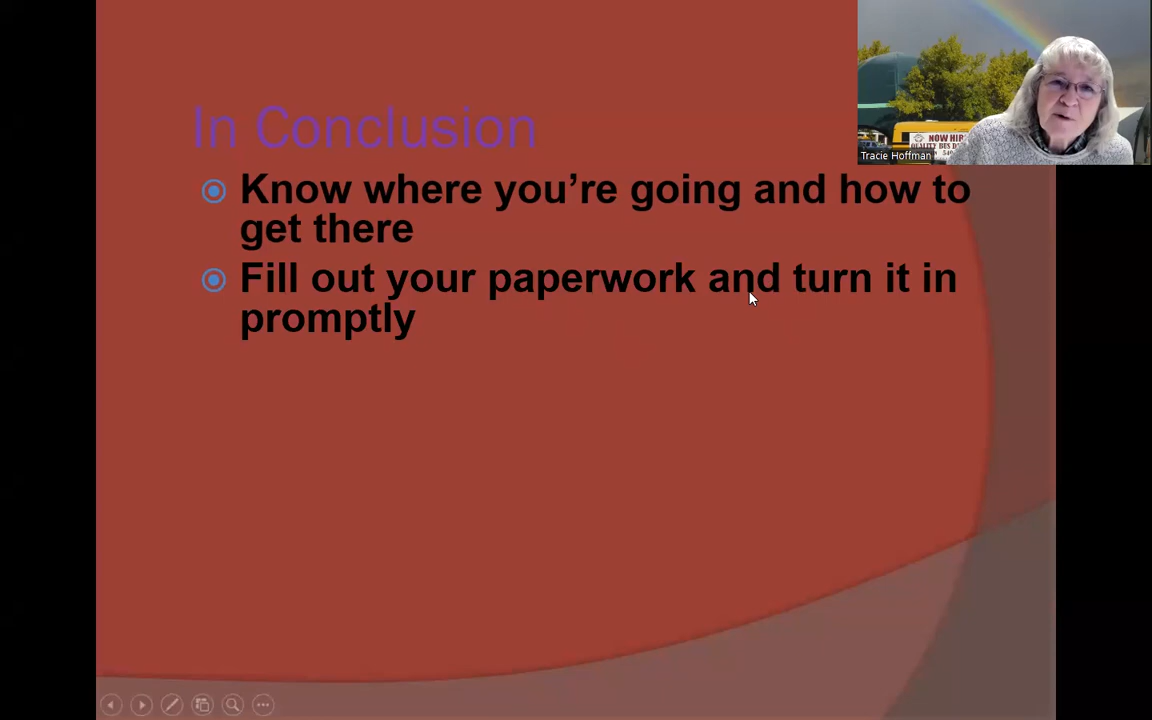 In Conclusion
Know where you're going and how to
get there
Fill out your paperwork and turn it in
promptly
NOW HIR
Tracie Hoffman